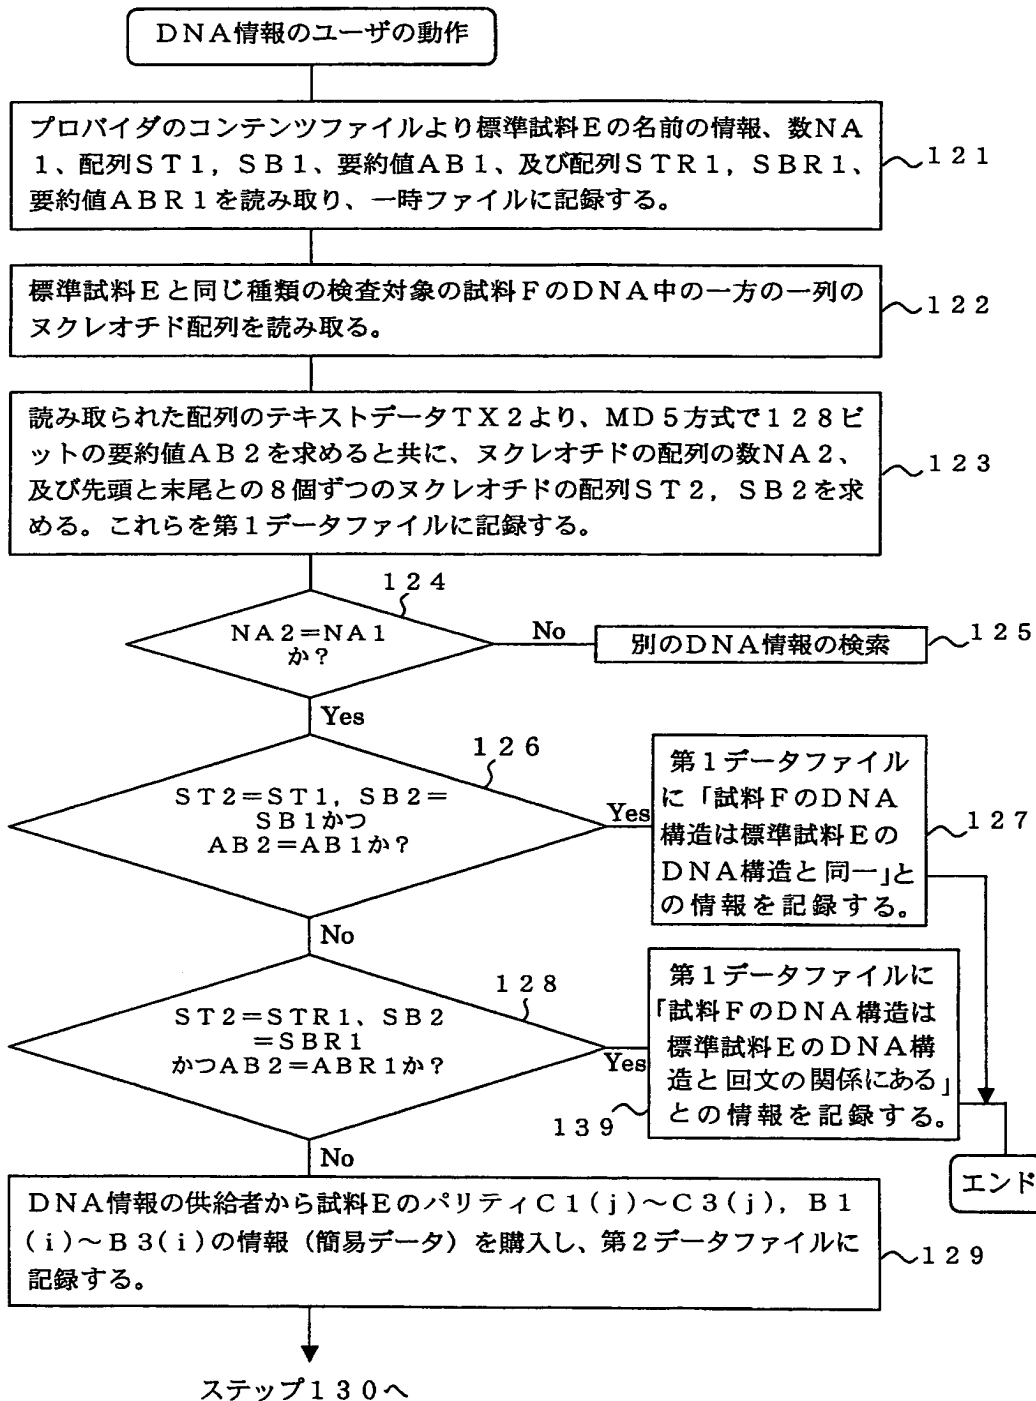 DNA情報のユーザの動作
プロバイダのコンテンツファイルより標準試料Eの名前の情報、数NA
1、配列ST1，SB1、要約値AB1、及び配列STR1，SBR1、
要約値ABR1を読み取り、一時ファイルに記録する。
121
標準試料Eと同じ種類の検査対象の試料FのDNA中の一方の一列の
ヌクレオチド配列を読み取る。
122
読み取られた配列のテキストデータTX2より、MD5方式で128ビ
ットの要約値AB2を求めると共に、ヌクレオチドの配列の数NA2、
及び先頭と末尾との8個ずつのヌクレオチドの配列ST2，SB2を求
める。これらを第1データファイルに記録する。
123
124
NA2=NA1
か?
No
別のDNA情報の検索
125
Yes
126
ST2=ST1，SB2=
SB1かつ
AB2=AB1か?
Yes
第1データファイル
に「試料FのDNA
構造は標準試料Eの
DNA構造と同一」と
の情報を記録する。
127
No
128
ST2=STR1、SB2
=SBR1
かつAB2=ABR1か?
Yes
第1データファイルに
「試料FのDNA構造は
標準試料EのDNA構
造と回文の関係にある」
との情報を記録する。
139
エンド
No
DNA情報の供給者から試料EのパリティC1(j)～C3(j)，B1
(i)～B3(i)の情報（簡易データ）を購入し、第2データファイルに
記録する。
129
ステップ130へ